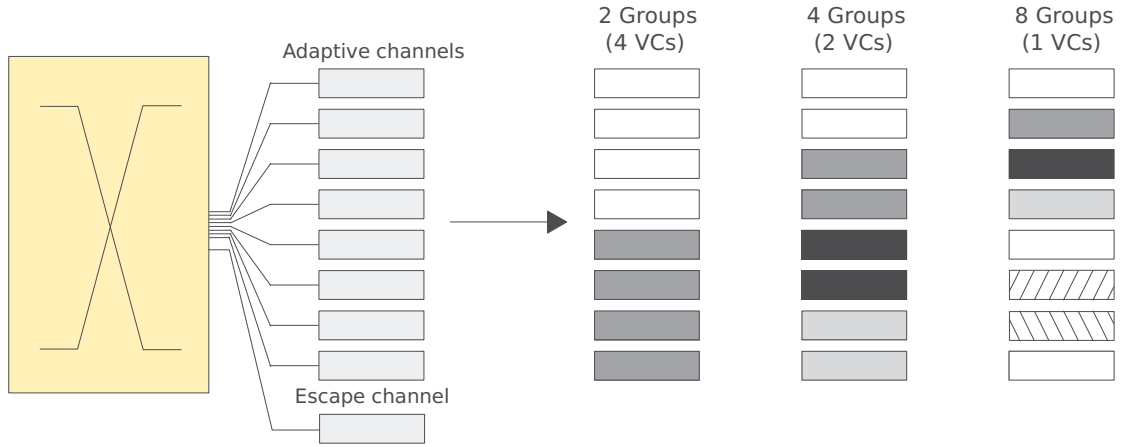 2 Groups
(4 VCs)
4 Groups
(2 VCs)
8 Groups
(1 VCs)
Adaptive channels
Escape channel